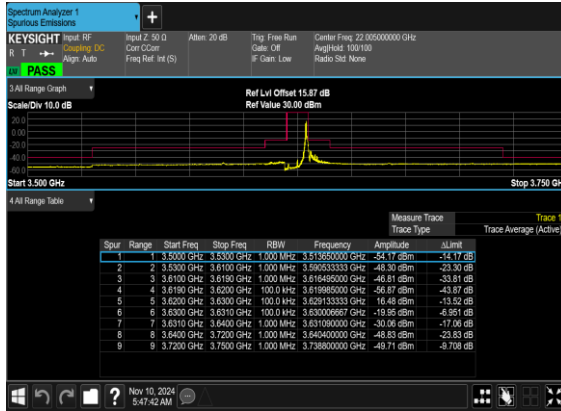 Spectrum Analyzer 1
Spurious Emissions
KEYSIGHT Input: RF Input Z: 50 Ω Atten: 20 dB Trig: Free Run Center Freq: 22.005000000 GHz
R T Coupling: DC Corr CCorr Gate: Off Avg|Hold: 100/100
Align: Auto Freq Ref: Int (S) IF Gain: Low Radio Std: None
PASS
3 All Range Graph
Ref Lvl Offset 15.87 dB
Scale/Div 10.0 dB Ref Value 30.00 dBm
20.0
0.00
-20.0
-40.0
-60.0
Start 3.500 GHz Stop 3.750 GH
4 All Range Table
Measure Trace Trace 1
Trace Type Trace Average (Active)
Spur Range Start Freq Stop Freq RBW Frequency Amplitude ΔLimit
1 1 3.5000 GHz 3.5300 GHz 1.000 MHz 3.513650000 GHz -54.17 dBm -14.17 dB
2 2 3.5300 GHz 3.6100 GHz 1.000 MHz 3.590533333 GHz -48.30 dBm -23.30 dB
3 3 3.6100 GHz 3.6190 GHz 1.000 MHz 3.616495000 GHz -46.81 dBm -33.81 dB
4 4 3.6190 GHz 3.6200 GHz 100.0 kHz 3.619985000 GHz -56.87 dBm -43.87 dB
5 5 3.6200 GHz 3.6300 GHz 100.0 kHz 3.629133333 GHz 16.48 dBm -13.52 dB
6 6 3.6300 GHz 3.6310 GHz 100.0 kHz 3.630006667 GHz -19.95 dBm -6.951 dB
7 7 3.6310 GHz 3.6400 GHz 1.000 MHz 3.631090000 GHz -30.06 dBm -17.06 dB
8 8 3.6400 GHz 3.7200 GHz 1.000 MHz 3.640400000 GHz -48.83 dBm -23.83 dB
9 9 3.7200 GHz 3.7500 GHz 1.000 MHz 3.738800000 GHz -49.71 dBm -9.708 dB
Nov 10, 2024
5:47:42 AM